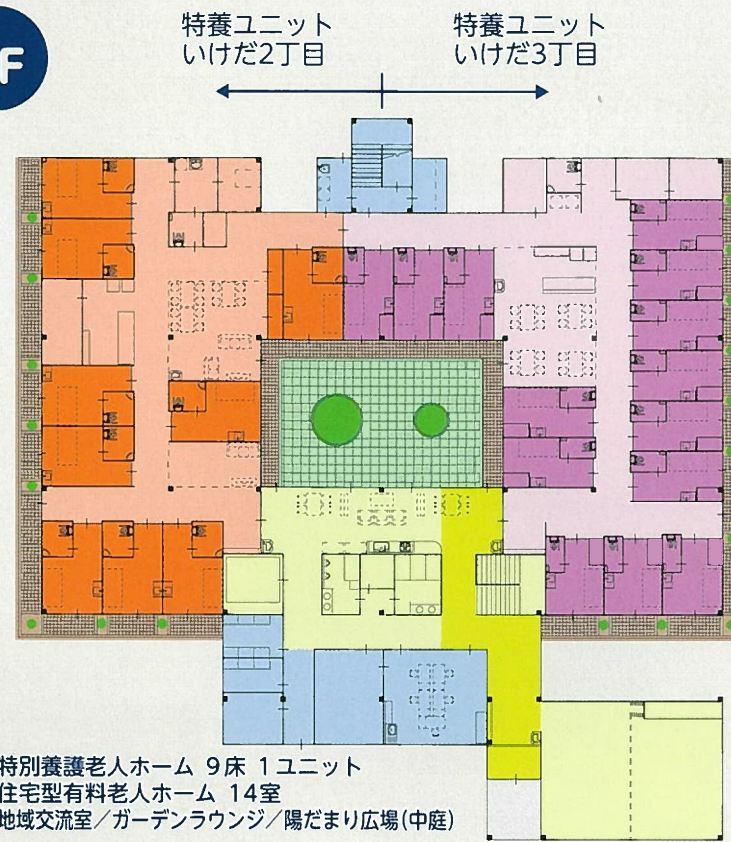 F
特養ユニット
いけだ2丁目
特養ユニット
いけだ3丁目
特別養護老人ホーム 9床 1ユニット
住宅型有料老人ホーム 14室
地域交流室／ガーデンラウンジ／陽だまり広場(中庭)